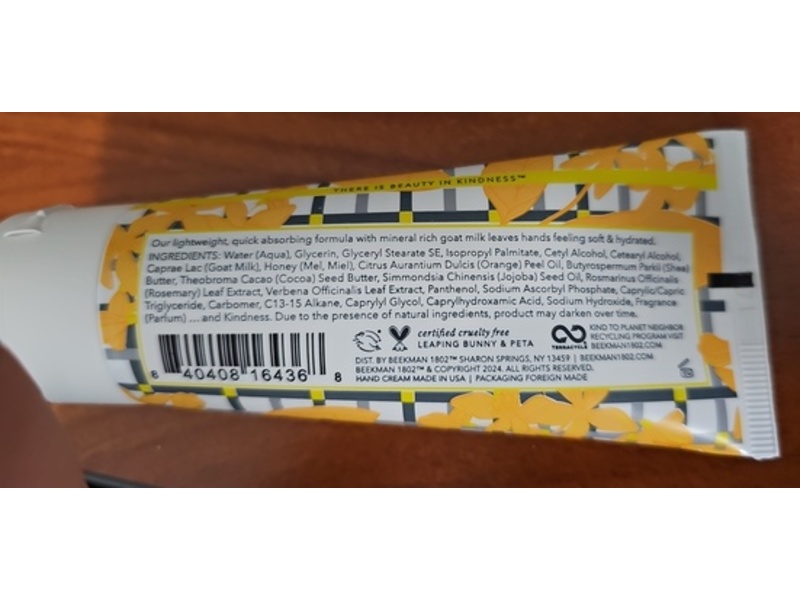 THERE IS BEAUTY IN KINDNESS™
Our lightweight, quick absorbing formula with mineral rich goat milk leaves hands feeling soft & hydrated.
INGREDIENTS: Water (Aqua), Glycerin, Glyceryl Stearate SE, Isopropyl Palmitate, Cetyl Alcohol, Cetearyl Alcohol,
Caprae Lac (Goat Milk), Honey (Mel, Miel), Citrus Aurantium Dulcis (Orange) Peel Oil, Butyrospermum Parkii (Shea)
Butter, Theobroma Cacao (Cocoa) Seed Butter, Simmondsia Chinensis (Jojoba) Seed Oil, Rosmarinus Officinalis
(Rosemary) Leaf Extract, Verbena Officinalis Leaf Extract, Panthenol, Sodium Ascorbyl Phosphate, Caprylic/Capric
Triglyceride, Carbomer, C13-15 Alkane, Caprylyl Glycol, Caprylhydroxamic Acid, Sodium Hydroxide, Fragrance
(Parfum) ... and Kindness. Due to the presence of natural ingredients, product may darken over time.
certified cruelty free
LEAPING BUNNY & PETA
TERRACYCLE
KIND TO PLANET NEIGHBOR
RECYCLING PROGRAM VISIT
BEEKMAN1802.COM
DIST. BY BEEKMAN 1802™ SHARON SPRINGS, NY 13459 | BEEKMAN1802.COM
BEEKMAN 1802™ & COPYRIGHT 2024. ALL RIGHTS RESERVED.
HAND CREAM MADE IN USA | PACKAGING FOREIGN MADE
6 40408 16436 8